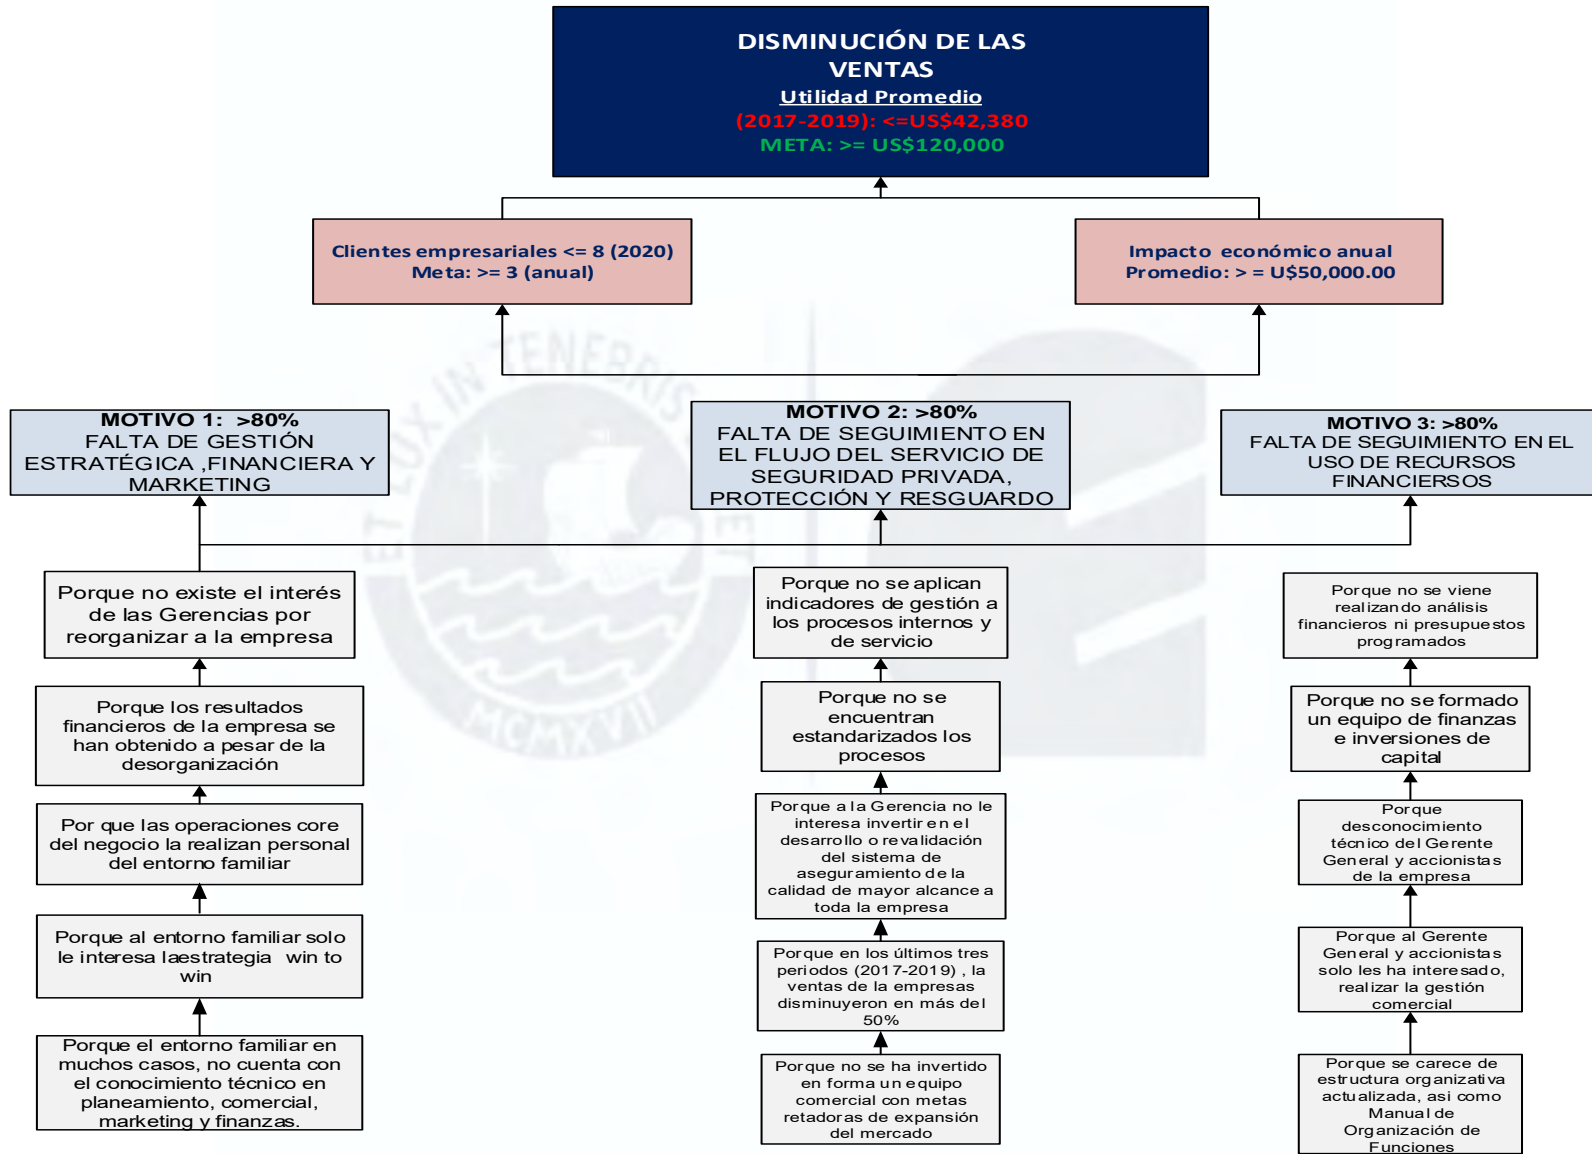 DISMINUCIÓN DE LAS
VENTAS
Utilidad Promedio
(2017-2019): <=US$42,380
META: >= US$120,000
Clientes empresariales <= 8 (2020)
Meta: >= 3 (anual)
Impacto económico anual
Promedio: > = U$50,000.00
MOTIVO 1: >80%
FALTA DE GESTIÓN
ESTRATÉGICA ,FINANCIERA Y
MARKETING
MOTIVO 2: >80%
FALTA DE SEGUIMIENTO EN
EL FLUJO DEL SERVICIO DE
SEGURIDAD PRIVADA,
PROTECCIÓN Y RESGUARDO
MOTIVO 3: >80%
FALTA DE SEGUIMIENTO EN EL
USO DE RECURSOS
FINANCIERSOS
Porque no existe el interés
de las Gerencias por
reorganizar a la empresa
Porque los resultados
financieros de la empresa se
han obtenido a pesar de la
desorganización
Por que las operaciones core
del negocio la realizan personal
del entorno familiar
Porque al entorno familiar solo
le interesa laestrategia win to
win
Porque el entorno familiar en
muchos casos, no cuenta con
el conocimiento técnico en
planeamiento, comercial,
marketing y finanzas.
Porque no se aplican
indicadores de gestión a
los procesos internos y
de servicio
Porque no se
encuentran
estandarizados los
procesos
Porque a la Gerencia no le
interesa invertir en el
desarrollo o revalidación
del sistema de
aseguramiento de la
calidad de mayor alcance a
toda la empresa
Porque en los últimos tres
periodos (2017-2019) , la
ventas de la empresas
disminuyeron en más del
50%
Porque no se ha invertido
en forma un equipo
comercial con metas
retadoras de expansión
del mercado
Porque no se viene
realizando análisis
financieros ni presupuestos
programados
Porque no se formado
un equipo de finanzas
e inversiones de
capital
Porque
desconocimiento
técnico del Gerente
General y accionistas
de la empresa
Porque al Gerente
General y accionistas
solo les ha interesado,
realizar la gestión
comercial
Porque se carece de
estructura organizativa
actualizada, asi como
Manual de
Organización de
Funciones
ET LUX IN TENEBRIS LUCET
MCMXVII